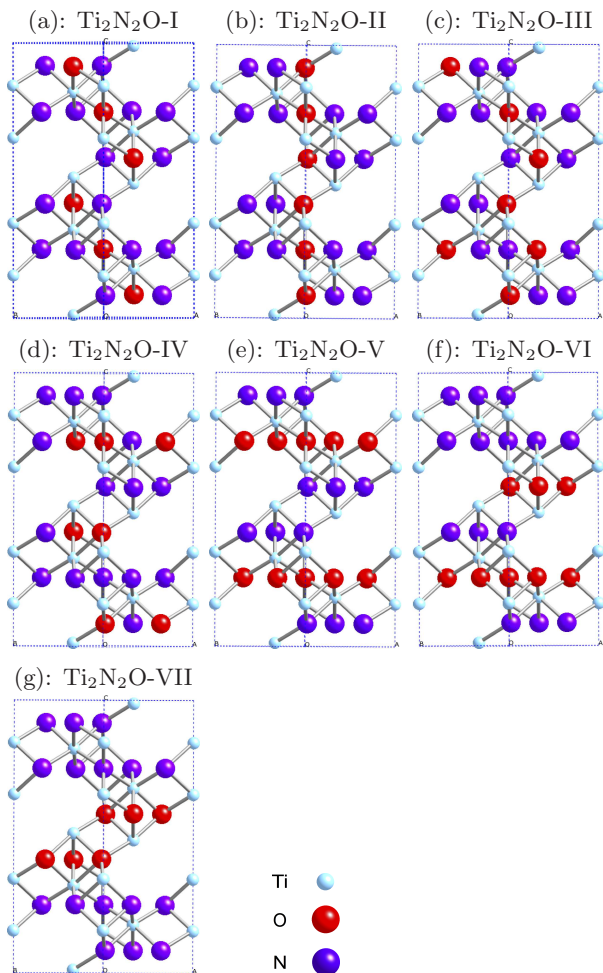 (a): Ti₂N₂O-I (b): Ti₂N₂O-II (c): Ti₂N₂O-III
C C C
B O A B O A B O A
(d): Ti₂N₂O-IV (e): Ti₂N₂O-V (f): Ti₂N₂O-VI
C C C
B O A B O A B O A
(g): Ti₂N₂O-VII
C
B O A
Ti
O
N